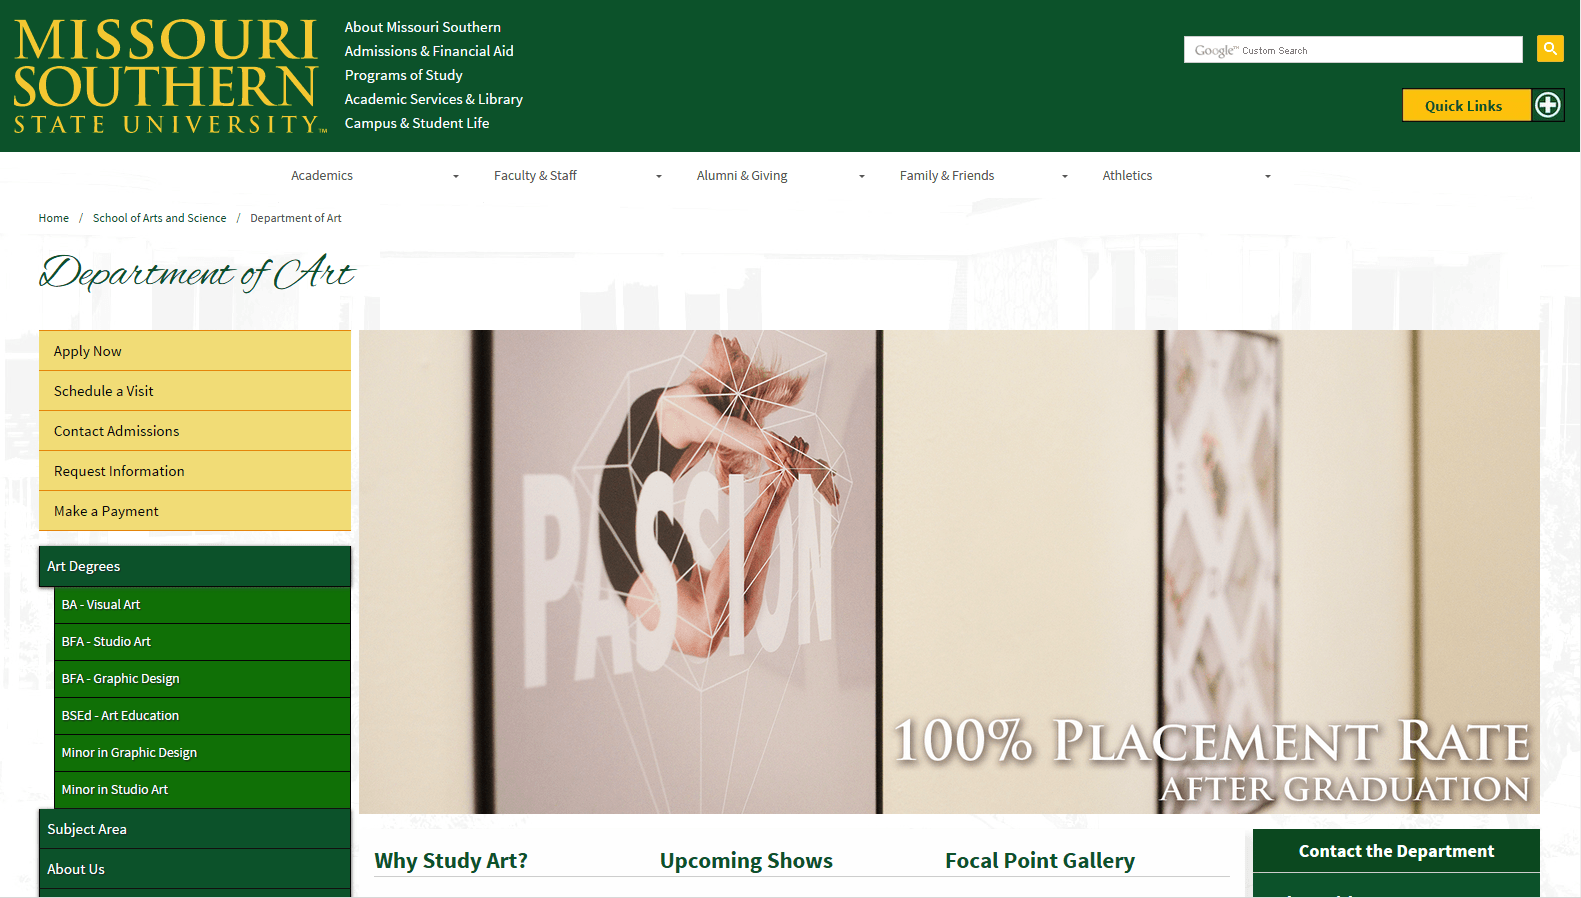 MISSOURI
SOUTHERN
STATE UNIVERSITY™
About Missouri Southern
Admissions & Financial Aid
Programs of Study
Academic Services & Library
Campus & Student Life
Google™ Custom Search
Quick Links
Academics
Faculty & Staff
Alumni & Giving
Family & Friends
Athletics
Home / School of Arts and Science / Department of Art
Department of Art
Apply Now
Schedule a Visit
Contact Admissions
Request Information
Make a Payment
Art Degrees
BA - Visual Art
BFA - Studio Art
BFA - Graphic Design
BSEd - Art Education
Minor in Graphic Design
Minor in Studio Art
Subject Area
About Us
PASSION
100% PLACEMENT RATE
AFTER GRADUATION
Why Study Art?
Upcoming Shows
Focal Point Gallery
Contact the Department